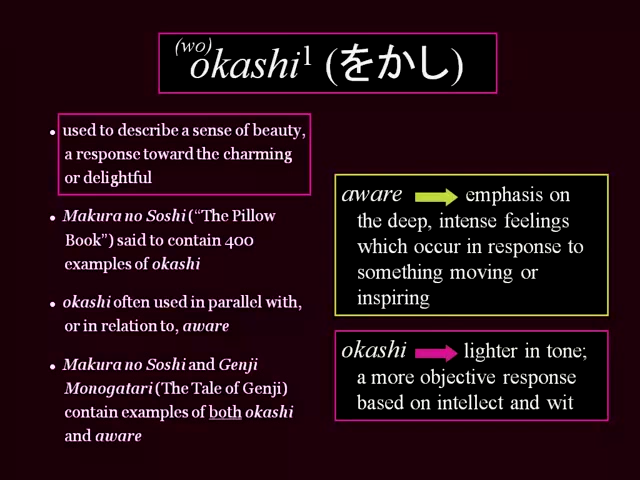 (wo)
okashi¹ (をかし)
• used to describe a sense of beauty,
a response toward the charming
or delightful
• Makura no Soshi (“The Pillow
Book”) said to contain 400
examples of okashi
• okashi often used in parallel with,
or in relation to, aware
• Makura no Soshi and Genji
Monogatari (The Tale of Genji)
contain examples of both okashi
and aware
aware emphasis on
the deep, intense feelings
which occur in response to
something moving or
inspiring
okashi lighter in tone;
a more objective response
based on intellect and wit